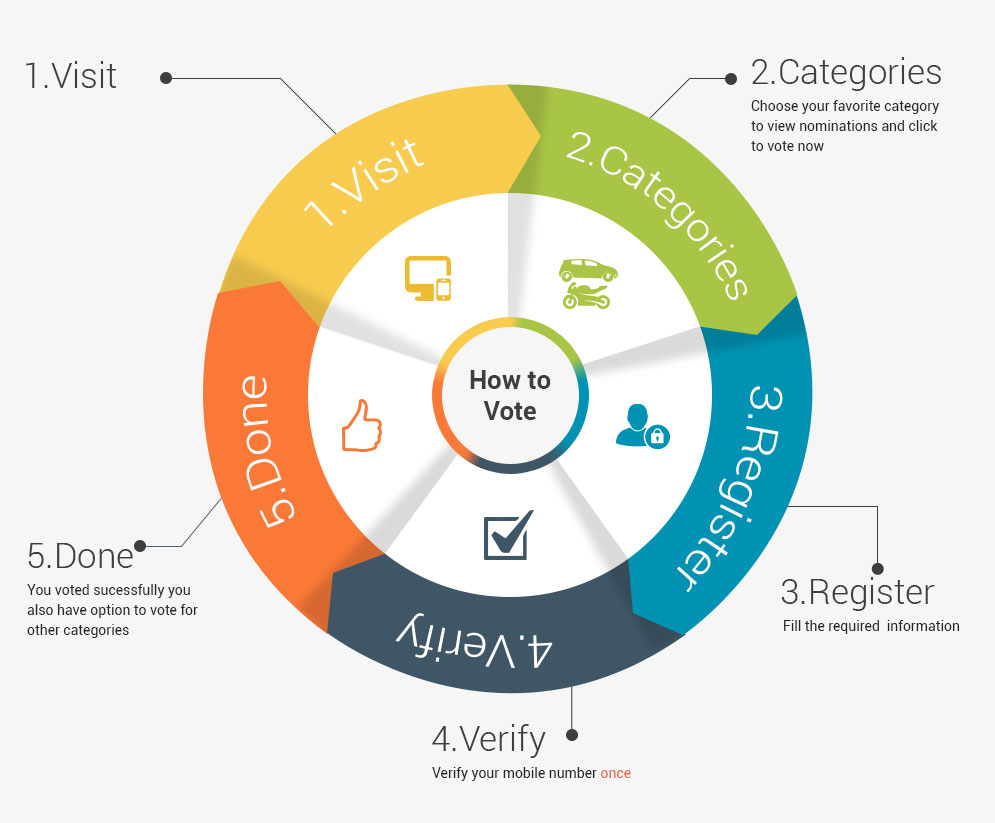 1.Visit
2.Categories
Choose your favorite category
to view nominations and click
to vote now
1.Visit
2.Categories
3.Register
4.Verify
5.Done
How to
Vote
3.Register
Fill the required  information
4.Verify
Verify your mobile number once
5.Done
You voted sucessfully you
also have option to vote for
other categories